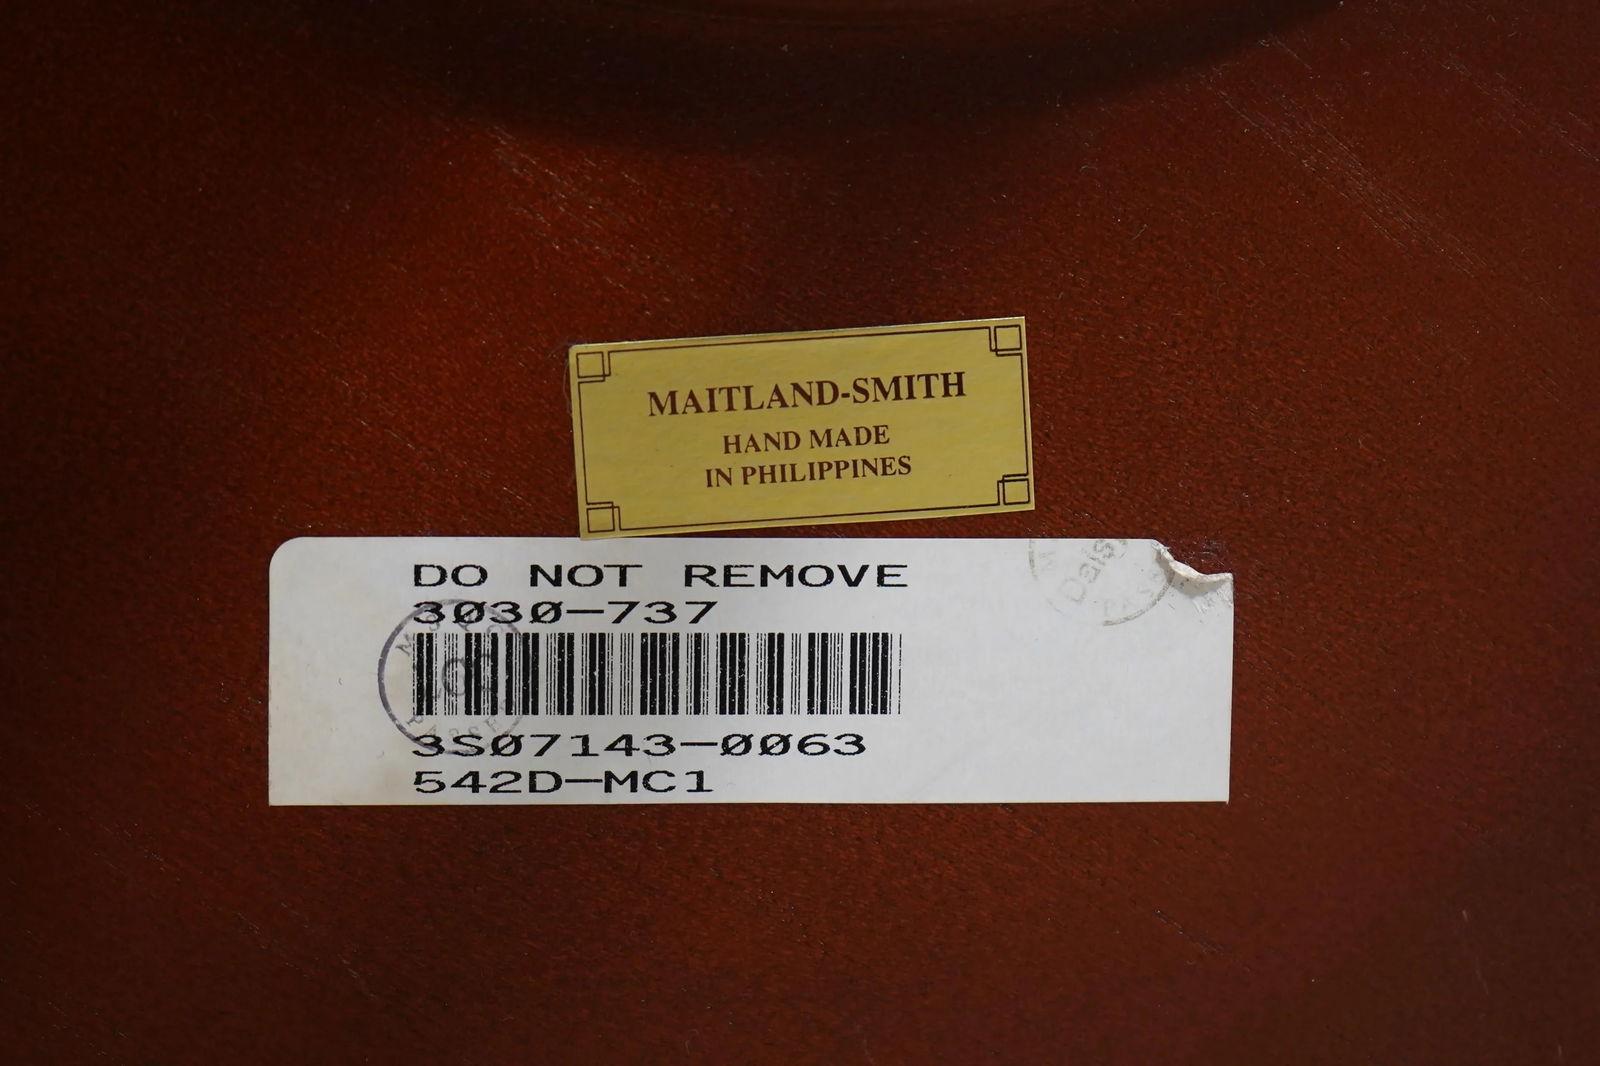 MAITLAND-SMITH
HAND MADE
IN PHILIPPINES
DO NOT REMOVE
3030-737
3S07143-0063
542D-MC1